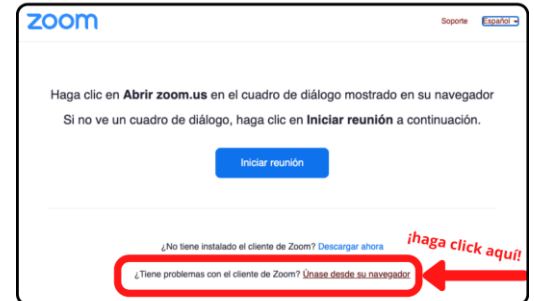 zoom
Soporte Español
Haga clic en Abrir zoom.us en el cuadro de diálogo mostrado en su navegador
Si no ve un cuadro de diálogo, haga clic en Iniciar reunión a continuación.
Iniciar reunión
¿No tiene instalado el cliente de Zoom? Descargar ahora
¡haga click aquí!
¿Tiene problemas con el cliente de Zoom? Únase desde su navegador